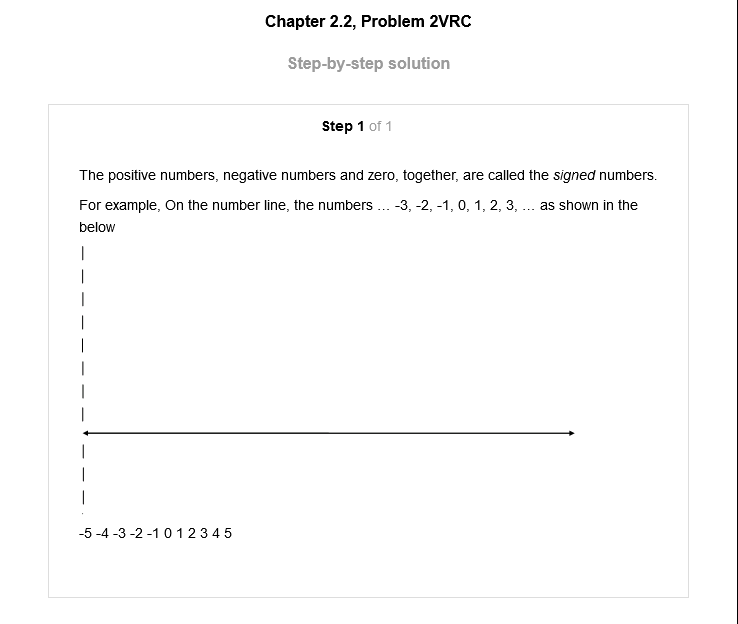 Chapter 2.2, Problem 2VRC
Step-by-step solution
Step 1 of 1
The positive numbers, negative numbers and zero, together, are called the signed numbers.
For example, On the number line, the numbers … -3, -2, -1, 0, 1, 2, 3, … as shown in the
below
-5 -4 -3 -2 -1 0 1 2 3 4 5